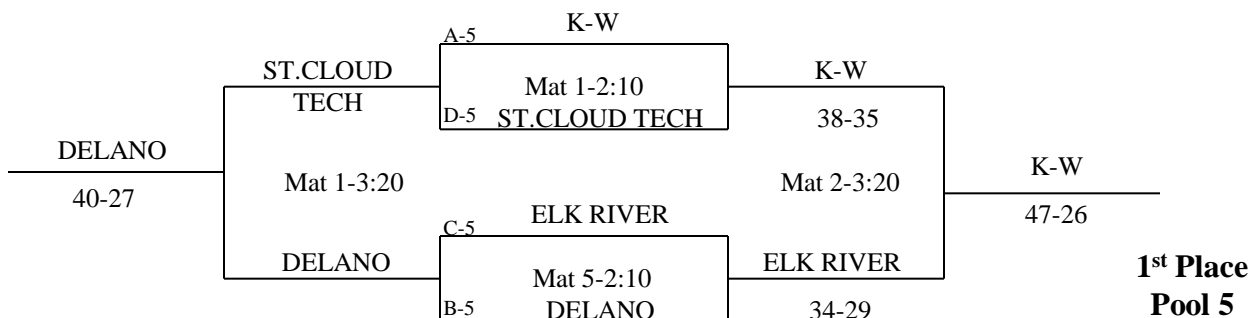 K-W
A-5
ST.CLOUD TECH
K-W
Mat 1-2:10
D-5 ST.CLOUD TECH
38-35
DELANO
40-27
Mat 1-3:20
Mat 2-3:20
K-W
47-26
ELK RIVER
C-5
DELANO
ELK RIVER
Mat 5-2:10
B-5 DELANO
34-29
1st Place
Pool 5